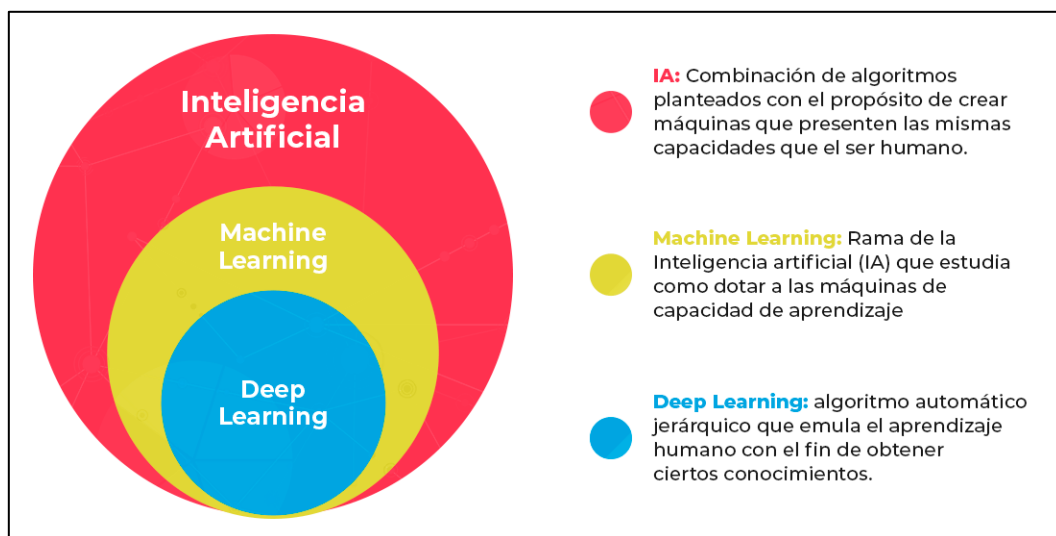 Inteligencia
Artificial
Machine
Learning
Deep
Learning
IA: Combinación de algoritmos
planteados con el propósito de crear
máquinas que presenten las mismas
capacidades que el ser humano.
Machine Learning: Rama de la
Inteligencia artificial (IA) que estudia
como dotar a las máquinas de
capacidad de aprendizaje
Deep Learning: algoritmo automático
jerárquico que emula el aprendizaje
humano con el fin de obtener
ciertos conocimientos.